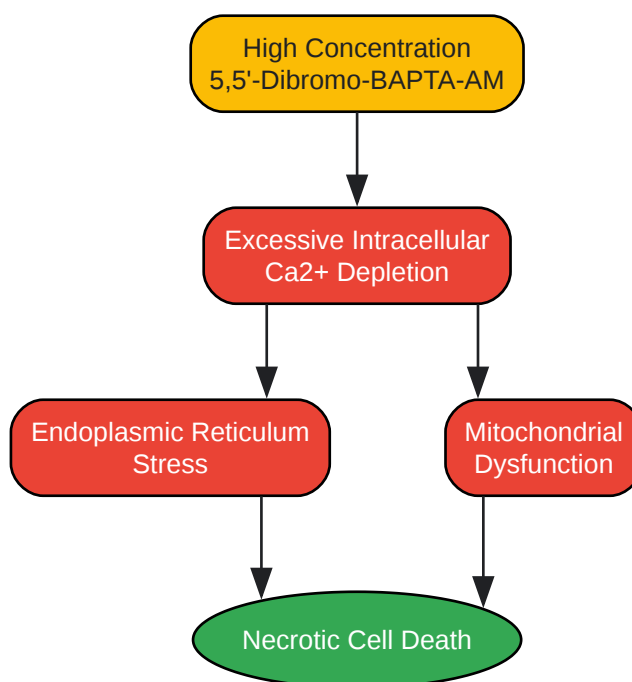 High Concentration
5,5'-Dibromo-BAPTA-AM
Excessive Intracellular
Ca2+ Depletion
Endoplasmic Reticulum
Stress
Mitochondrial
Dysfunction
Necrotic Cell Death